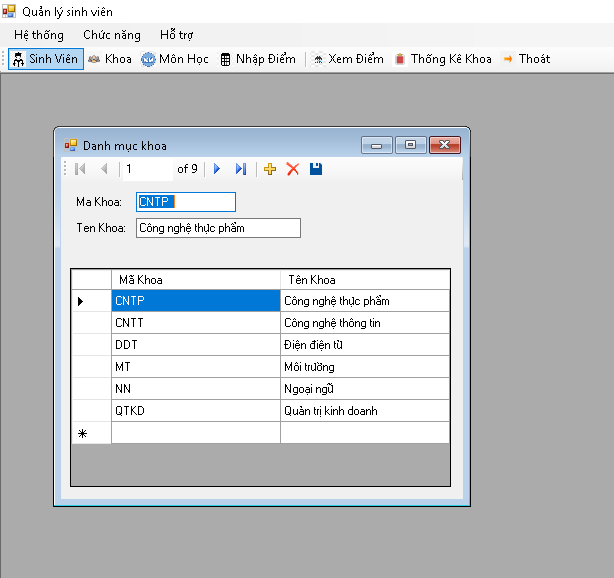 Quản lý sinh viên
Hệ thống Chức năng Hỗ trợ
Sinh Viên Khoa Môn Học Nhập Điểm Xem Điểm Thống Kê Khoa Thoát
Danh mục khoa
1 of 9
Ma Khoa: CNTP
Ten Khoa: Công nghệ thực phẩm
Mã Khoa Tên Khoa
CNTP Công nghệ thực phẩm
CNTT Công nghệ thông tin
DDT Điện điện tử
MT Môi trường
NN Ngoại ngữ
QTKD Quản trị kinh doanh